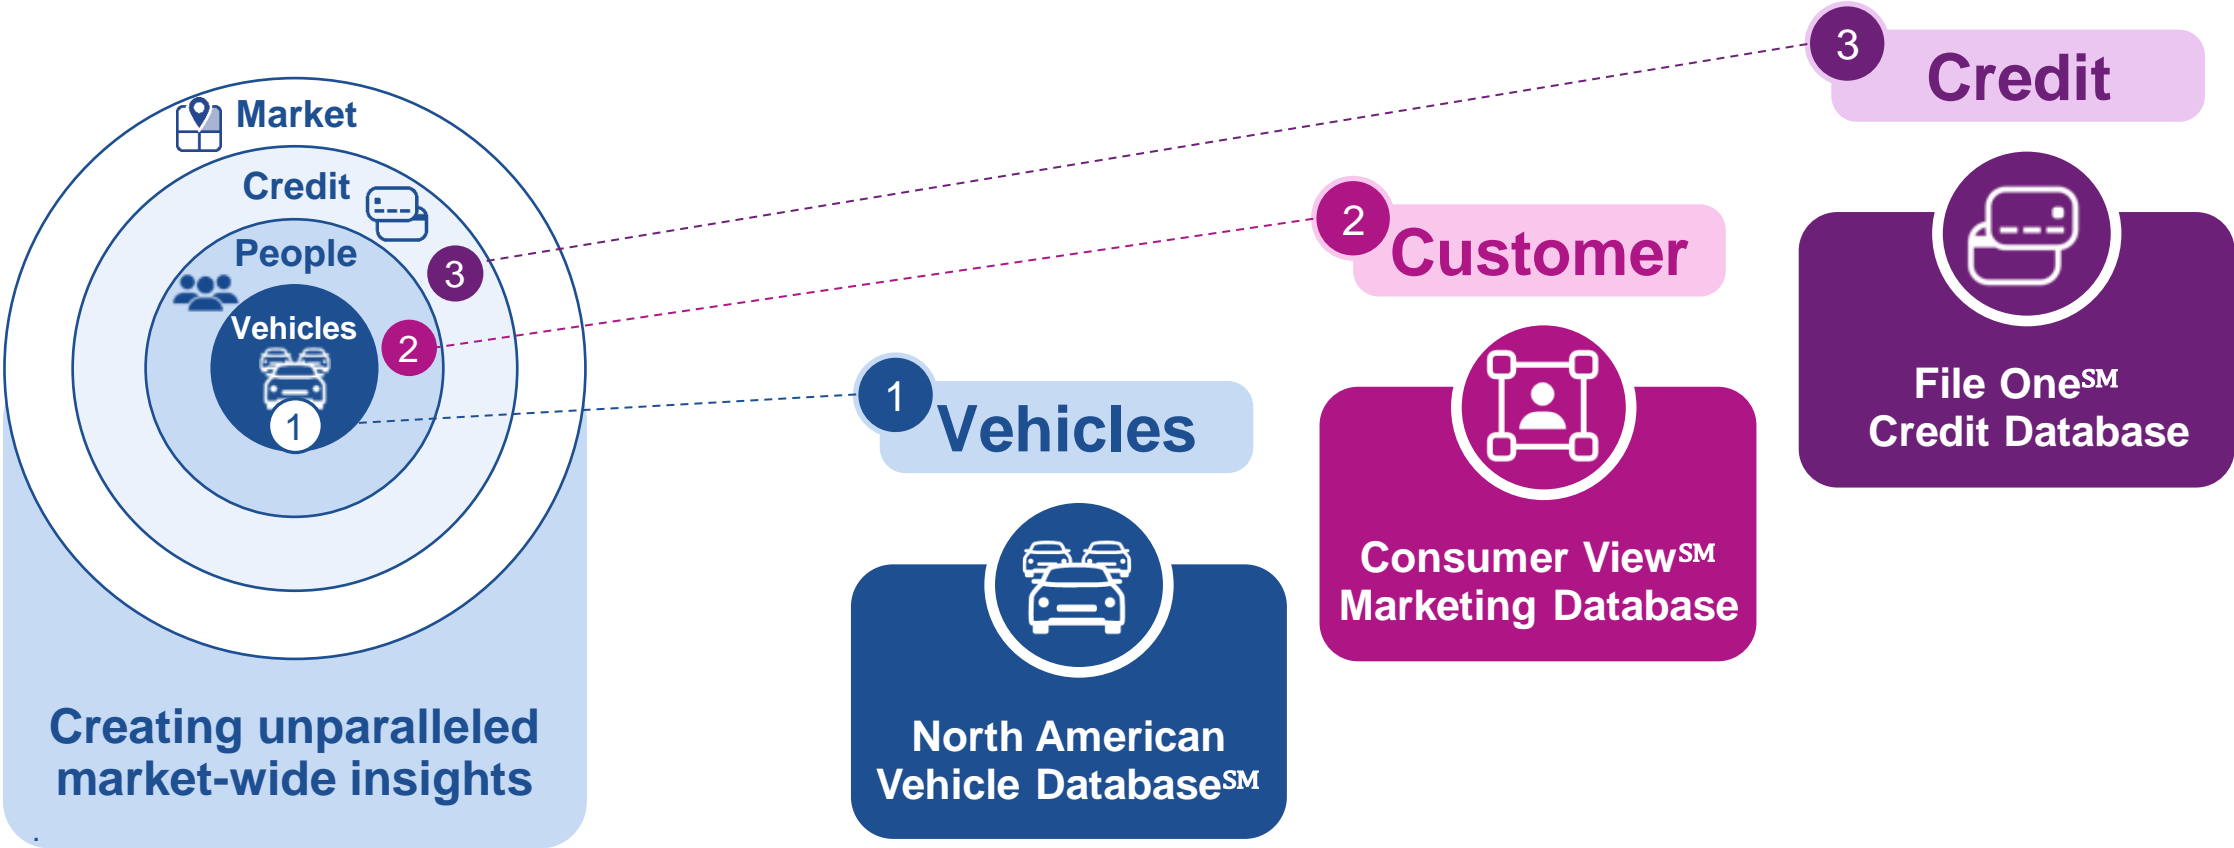 Market
Credit
People
3
Vehicles
2
1
Creating unparalleled
market-wide insights
.
1
Vehicles
North American
Vehicle Database℠
2
Customer
Consumer View℠
Marketing Database
3
Credit
File One℠
Credit Database